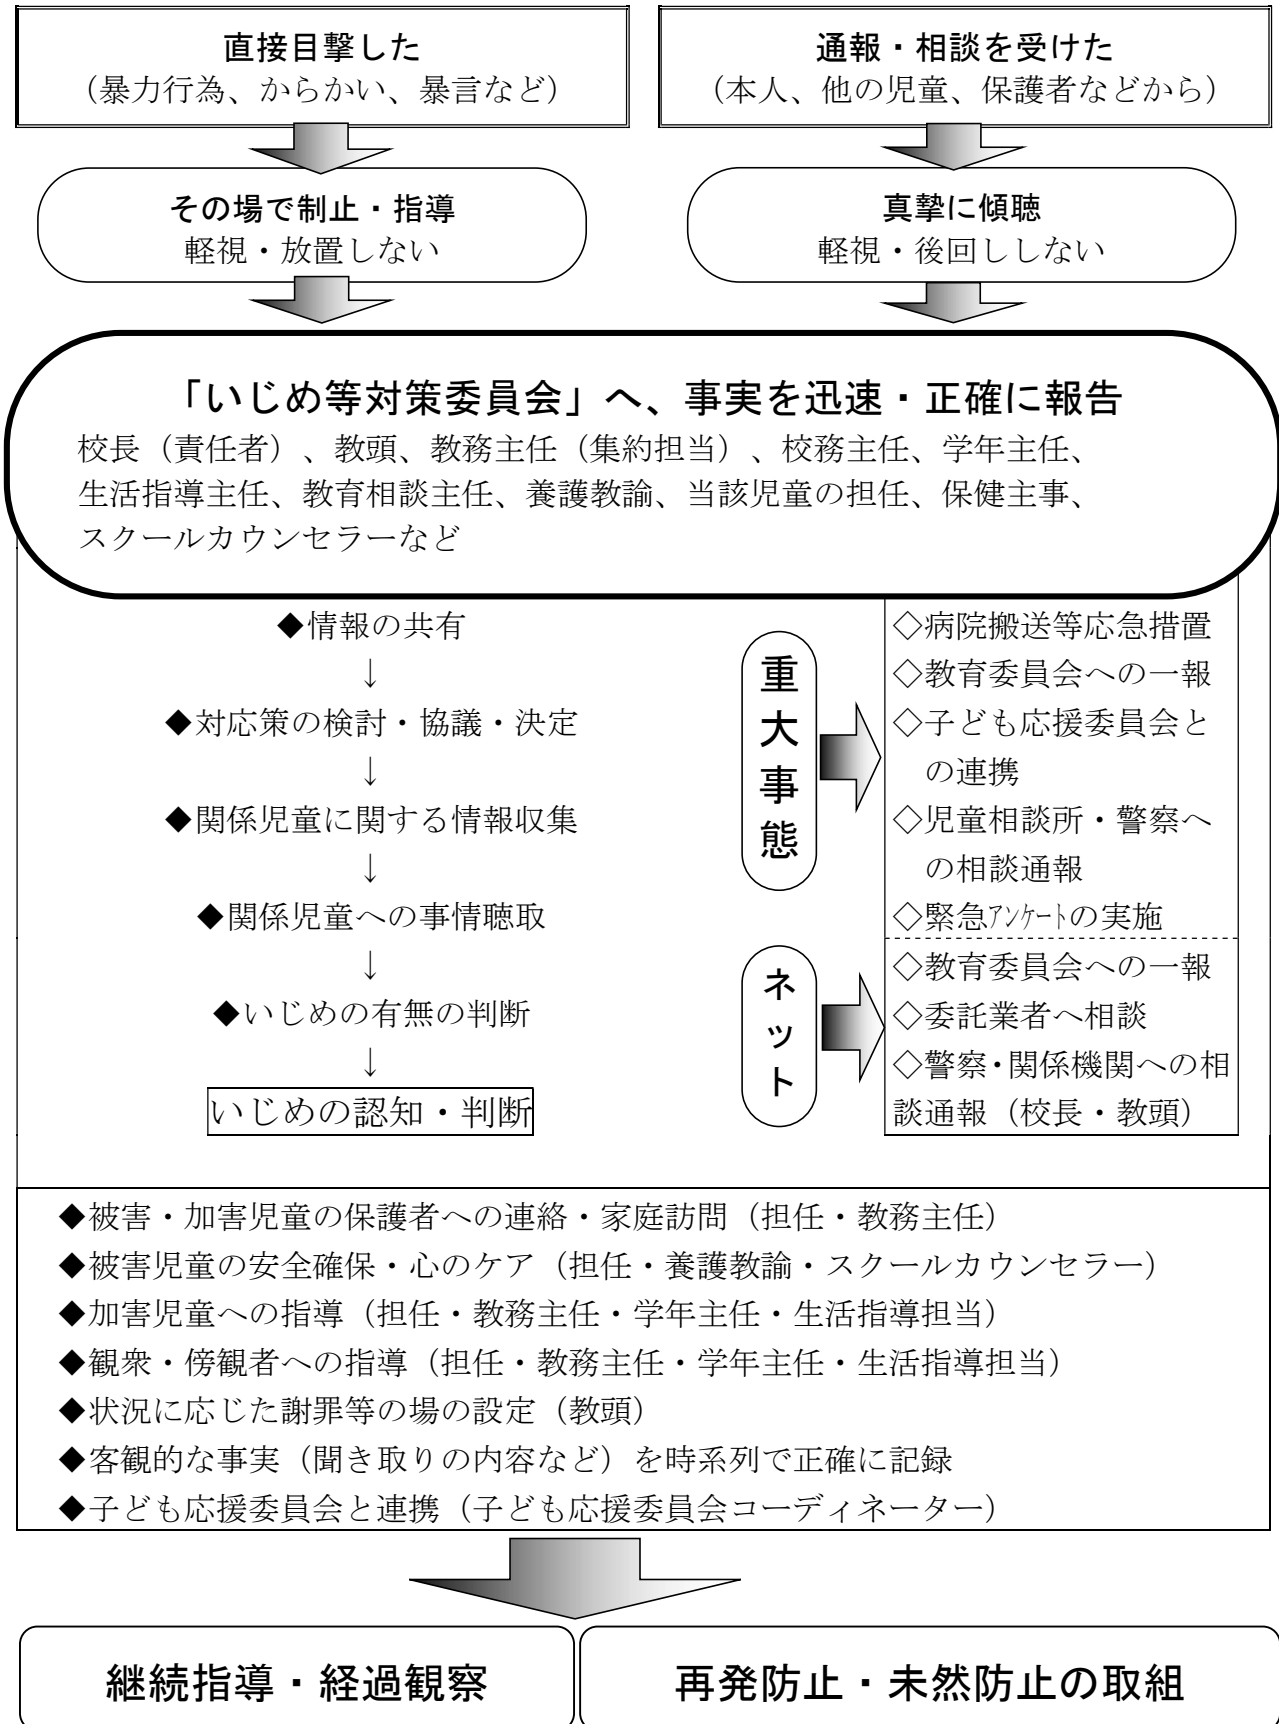 直接目撃した
（暴力行為、からかい、暴言など）
通報・相談を受けた
（本人、他の児童、保護者などから）
その場で制止・指導
軽視・放置しない
真摯に傾聴
軽視・後回ししない
「いじめ等対策委員会」へ、事実を迅速・正確に報告
校長（責任者）、教頭、教務主任（集約担当）、校務主任、学年主任、
生活指導主任、教育相談主任、養護教諭、当該児童の担任、保健主事、
スクールカウンセラーなど
◆情報の共有
↓
◆対応策の検討・協議・決定
↓
◆関係児童に関する情報収集
↓
◆関係児童への事情聴取
↓
◆いじめの有無の判断
↓
いじめの認知・判断
重大事態
◇病院搬送等応急措置
◇教育委員会への一報
◇子ども応援委員会と
の連携
◇児童相談所・警察へ
の相談通報
◇緊急ｱﾝｹｰﾄの実施
ネット
◇教育委員会への一報
◇委託業者へ相談
◇警察・関係機関への相
談通報（校長・教頭）
◆被害・加害児童の保護者への連絡・家庭訪問（担任・教務主任）
◆被害児童の安全確保・心のケア（担任・養護教諭・スクールカウンセラー）
◆加害児童への指導（担任・教務主任・学年主任・生活指導担当）
◆観衆・傍観者への指導（担任・教務主任・学年主任・生活指導担当）
◆状況に応じた謝罪等の場の設定（教頭）
◆客観的な事実（聞き取りの内容など）を時系列で正確に記録
◆子ども応援委員会と連携（子ども応援委員会コーディネーター）
継続指導・経過観察
再発防止・未然防止の取組